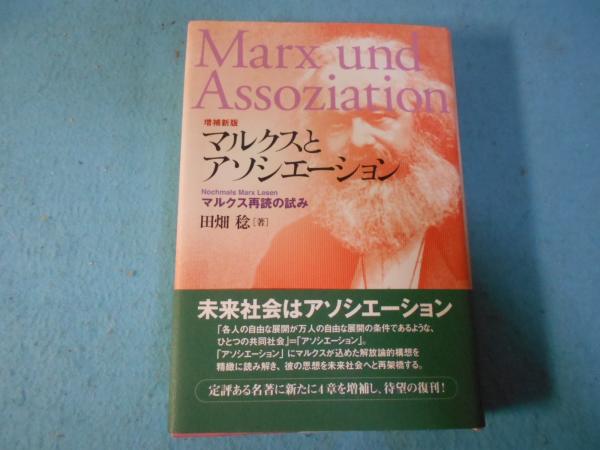 Marx und
Assoziation
増補新版
マルクスと
アソシエーション
Nochmals Marx Lesen
マルクス再読の試み
田畑 稔[著]
未来社会はアソシエーション
「各人の自由な展開が万人の自由な展開の条件であるような、
ひとつの共同社会」=「アソシエーション」。
「アソシエーション」にマルクスが込めた解放論的構想を
精緻に読み解き、彼の思想を未来社会へと再架橋する。
定評ある名著に新たに4章を増補し、待望の復刊!